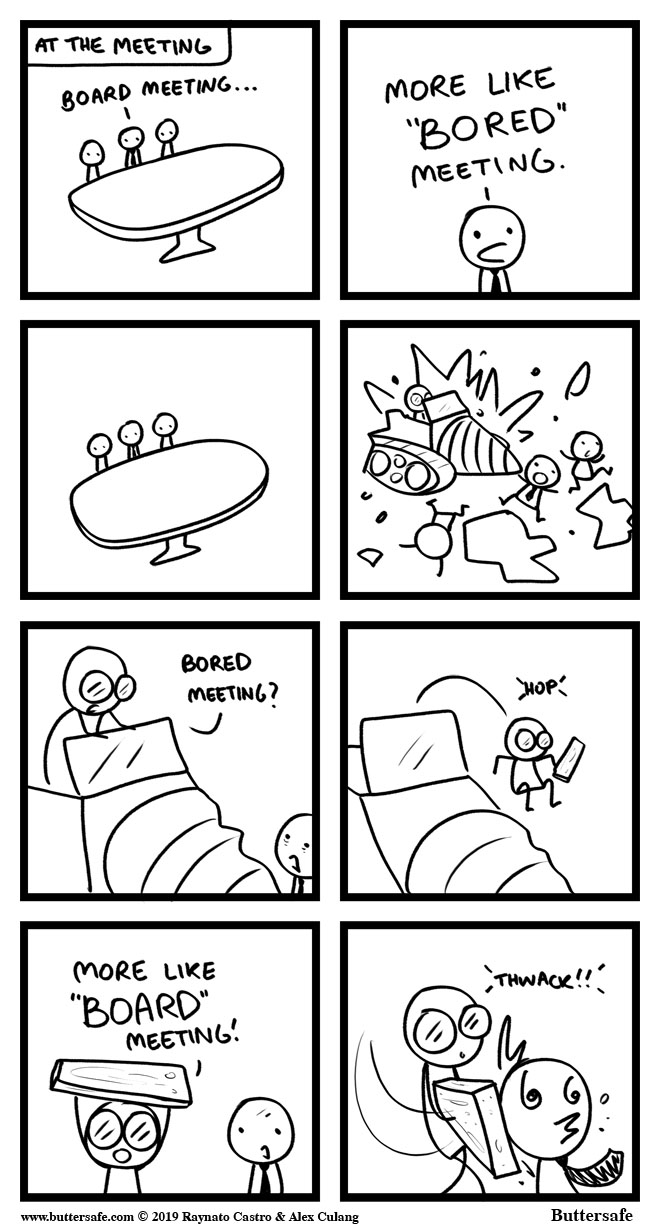 AT THE MEETING
BOARD MEETING...
MORE LIKE
"BORED"
MEETING.
BORED
MEETING?
HOP
MORE LIKE
"BOARD"
MEETING!
THWACK!!
www.buttersafe.com © 2019 Raynato Castro & Alex Culang
Buttersafe